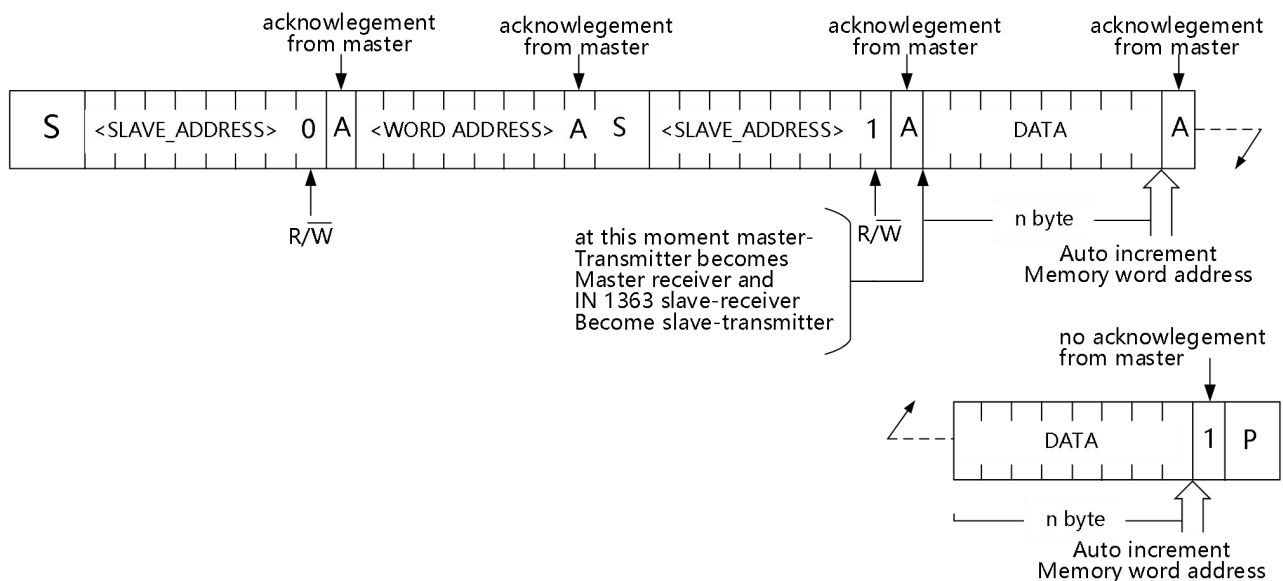 acknowlegement
from master
acknowlegement
from master
acknowlegement
from master
acknowlegement
from master
S <SLAVE_ADDRESS> 0 A <WORD ADDRESS> A S <SLAVE_ADDRESS> 1 A DATA A
R/W̅
R/W̅
n byte
at this moment master-
Transmitter becomes
Master receiver and
IN 1363 slave-receiver
Become slave-transmitter
Auto increment
Memory word address
no acknowlegement
from master
DATA 1 P
n byte
Auto increment
Memory word address